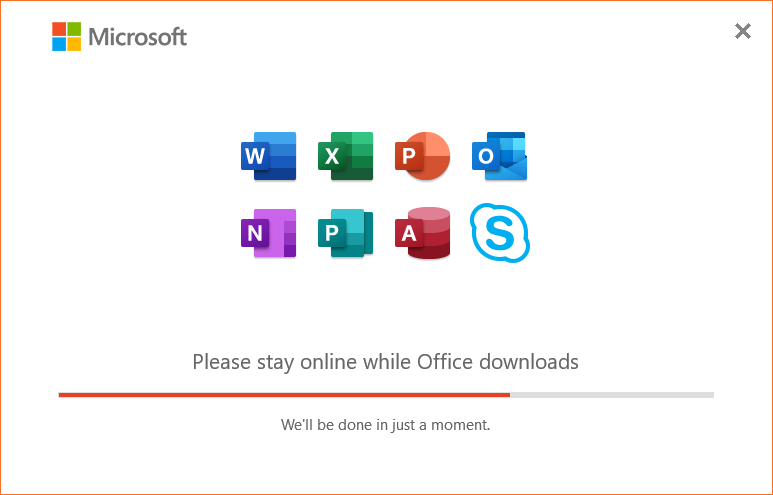 Microsoft
W X P O
N P A S
Please stay online while Office downloads
We'll be done in just a moment.